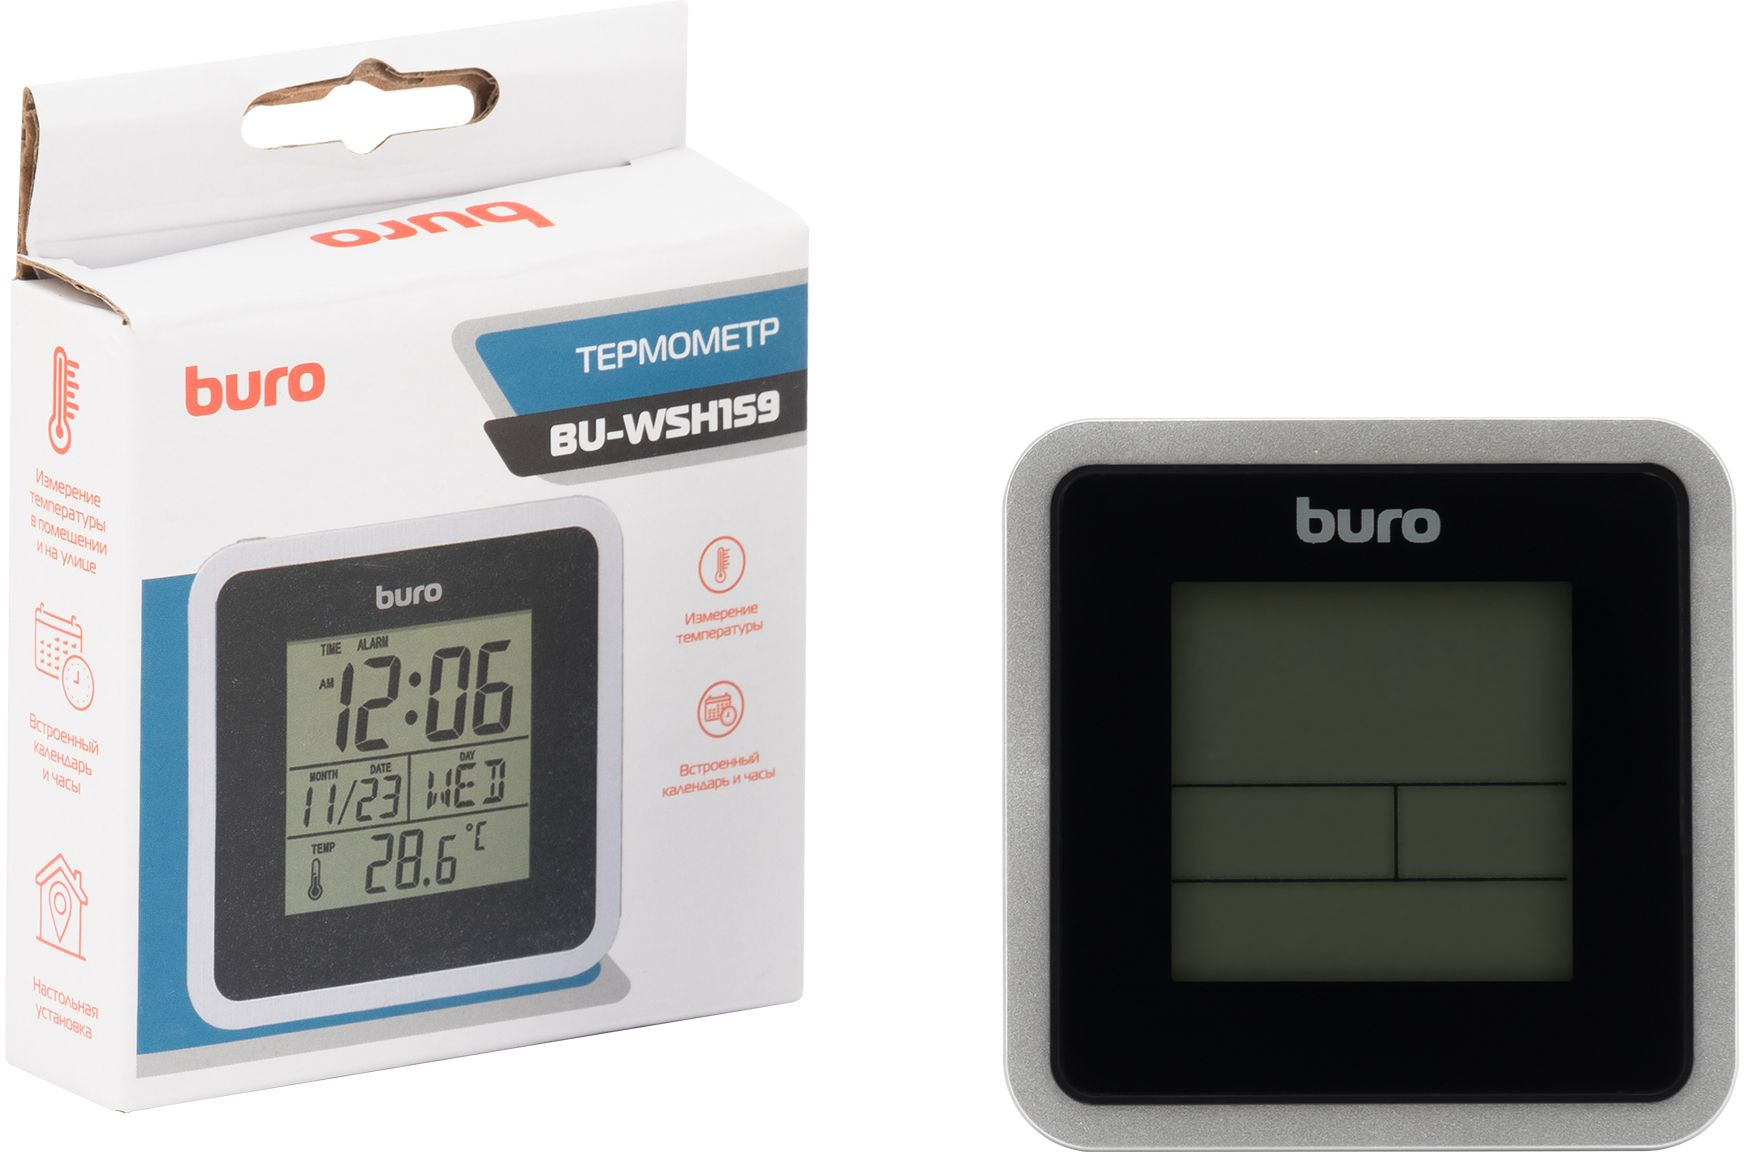 buro
buro
ТЕРМОМЕТР
BU-WSH159
Измерение
температуры
в помещении
и на улице
Встроенный
календарь
и часы
Настольная
установка
buro
TIME ALARM
AM 12:06
MONTH DATE DAY
11/23 WED
TEMP 28.6 °C
Измерение
температуры
Встроенный
календарь и часы
buro